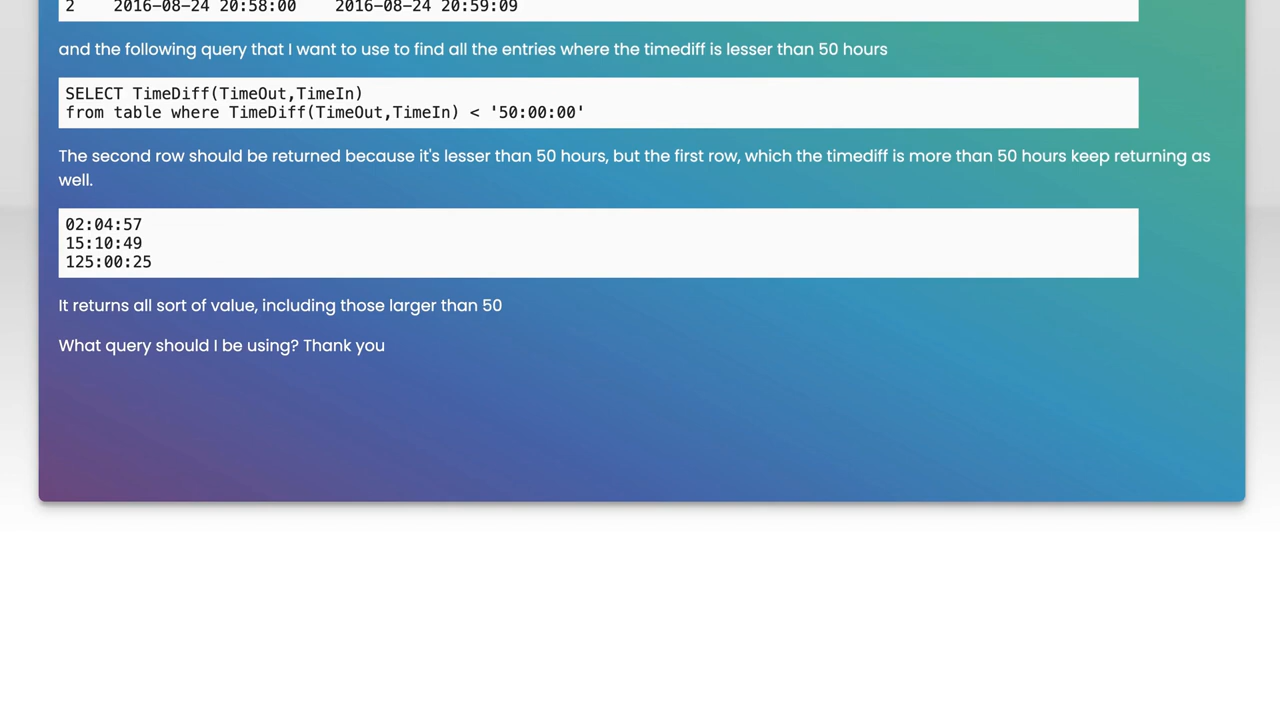 2    2016-08-24 20:58:00    2016-08-24 20:59:09
and the following query that I want to use to find all the entries where the timediff is lesser than 50 hours
SELECT TimeDiff(TimeOut,TimeIn)
from table where TimeDiff(TimeOut,TimeIn) < '50:00:00'
The second row should be returned because it's lesser than 50 hours, but the first row, which the timediff is more than 50 hours keep returning as
well.
02:04:57
15:10:49
125:00:25
It returns all sort of value, including those larger than 50
What query should I be using? Thank you